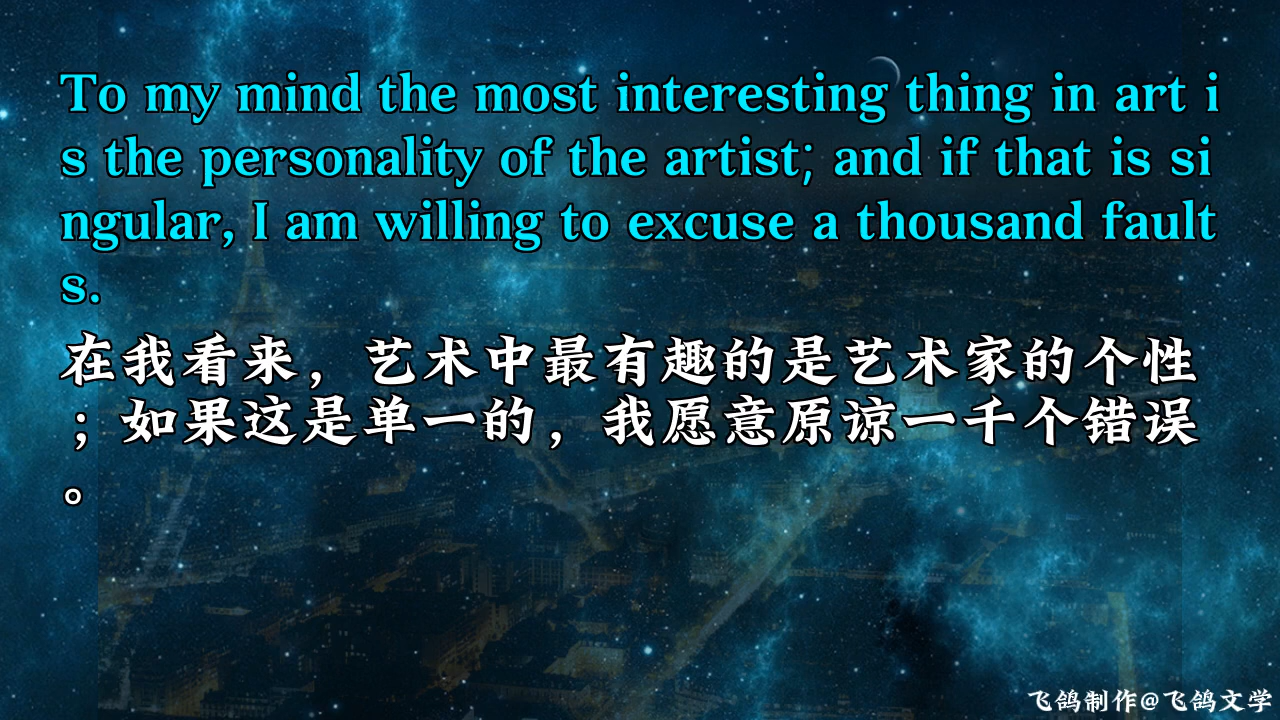 To my mind the most interesting thing in art i
s the personality of the artist; and if that is si
ngular, I am willing to excuse a thousand fault
s.
在我看来，艺术中最有趣的是艺术家的个性
；如果这是单一的，我愿意原谅一千个错误
。
飞鸽制作@飞鸽文学